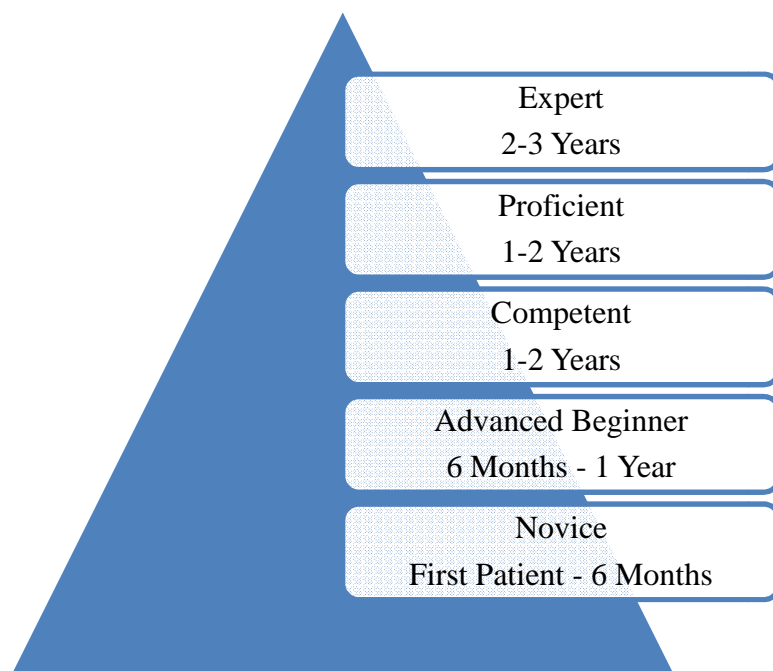 Expert
2-3 Years
Proficient
1-2 Years
Competent
1-2 Years
Advanced Beginner
6 Months - 1 Year
Novice
First Patient - 6 Months